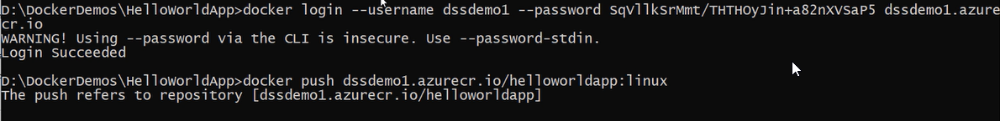 D:\DockerDemos\HelloWorldApp>docker login --username dssdemo1 --password SqVllkSrMmt/THTHOyJin+a82nXVSaP5 dssdemo1.azure
cr.io
WARNING! Using --password via the CLI is insecure. Use --password-stdin.
Login Succeeded
D:\DockerDemos\HelloWorldApp>docker push dssdemo1.azurecr.io/helloworldapp:linux
The push refers to repository [dssdemo1.azurecr.io/helloworldapp]